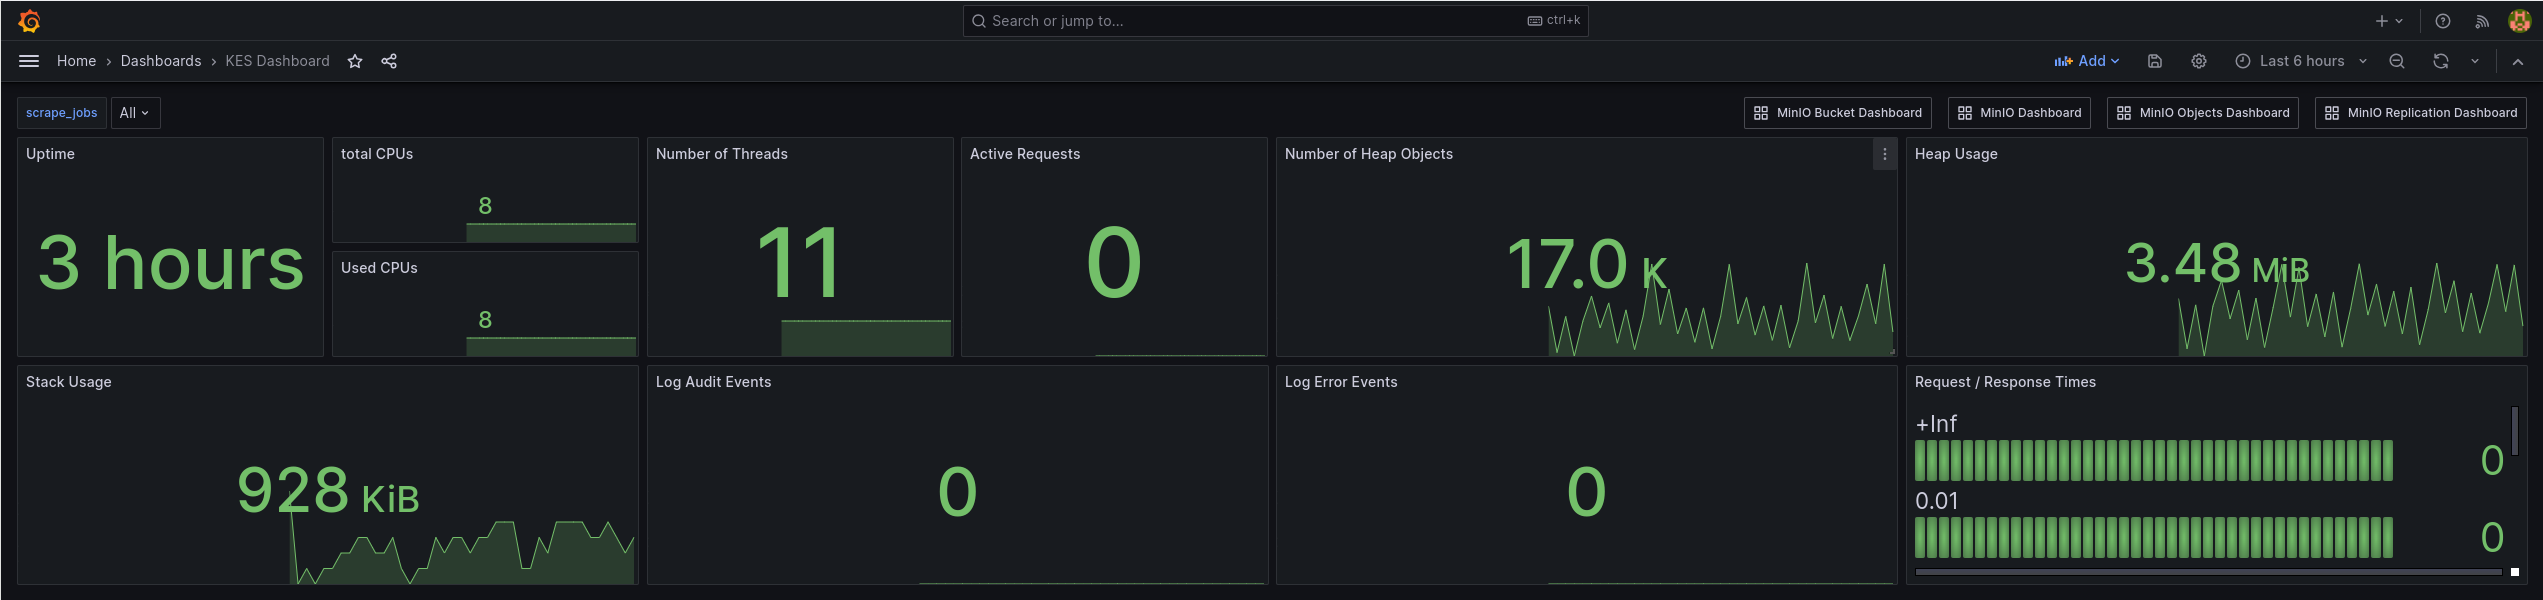 Search or jump to...
ctrl+k
Home
Dashboards
KES Dashboard
Add
Last 6 hours
scrape_jobs
All
MinIO Bucket Dashboard
MinIO Dashboard
MinIO Objects Dashboard
MinIO Replication Dashboard
Uptime
3 hours
total CPUs
8
Used CPUs
8
Number of Threads
11
Active Requests
0
Number of Heap Objects
17.0 K
Heap Usage
3.48 MiB
Stack Usage
928 KiB
Log Audit Events
0
Log Error Events
0
Request / Response Times
+Inf
0
0.01
0